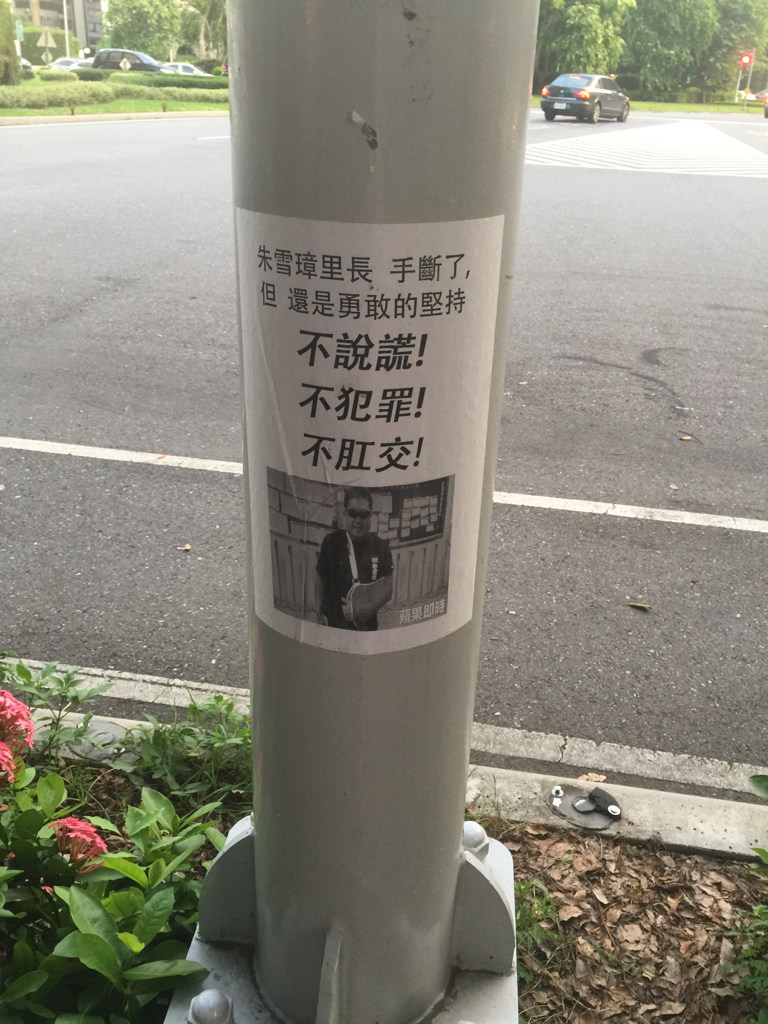 朱雪璋里長 手斷了,
但 還是勇敢的堅持
不說謊!
不犯罪!
不肛交!
蘋果即時